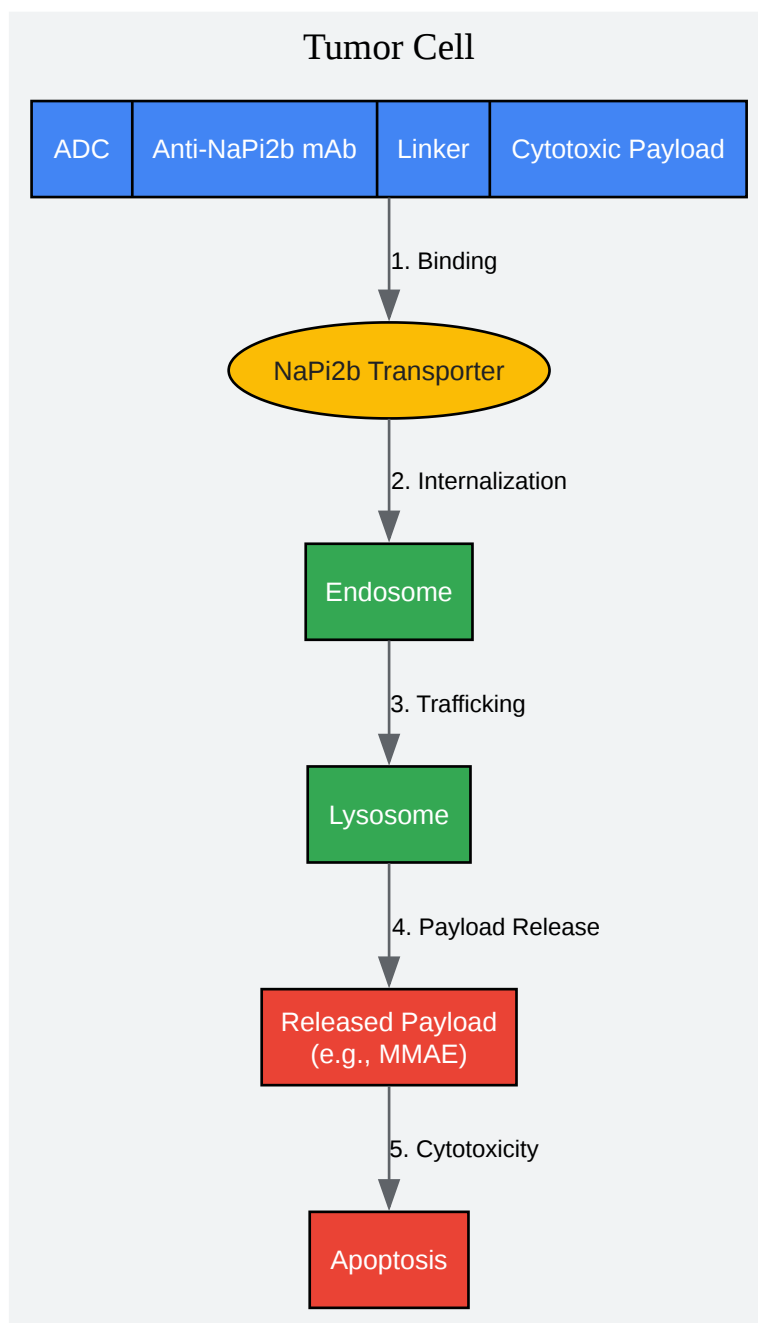 Tumor Cell
ADC
Anti-NaPi2b mAb
Linker
Cytotoxic Payload
1. Binding
NaPi2b Transporter
2. Internalization
Endosome
3. Trafficking
Lysosome
4. Payload Release
Released Payload
(e.g., MMAE)
5. Cytotoxicity
Apoptosis